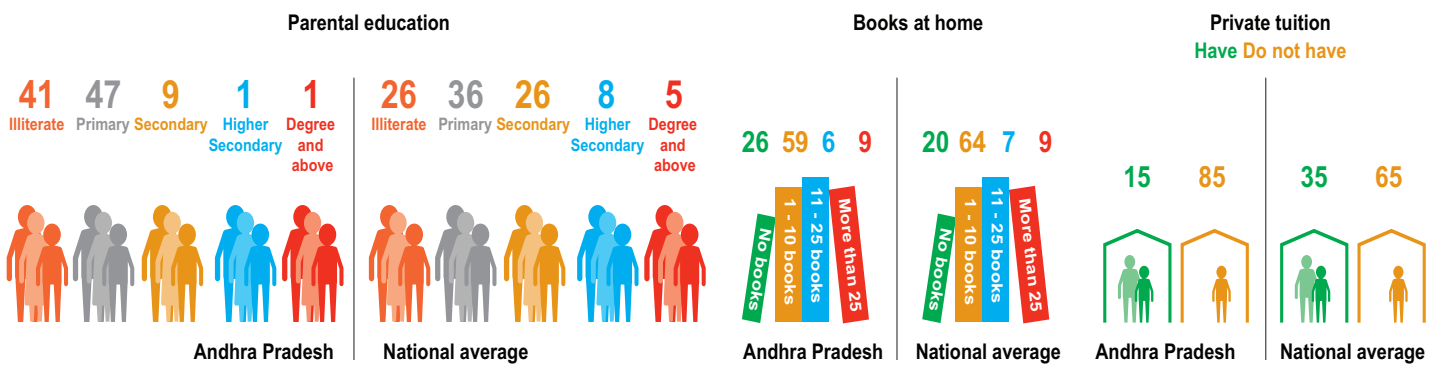 Parental education
41 47 9 1 1
Illiterate Primary Secondary Higher Degree
Secondary and
above
26 36 26 8 5
Illiterate Primary Secondary Higher Degree
Secondary and
above
Andhra Pradesh National average
Books at home
26 59 6 9
No books
1 - 10 books
11 - 25 books
More than 25
20 64 7 9
No books
1 - 10 books
11 - 25 books
More than 25
Andhra Pradesh National average
Private tuition
Have Do not have
15 85
35 65
Andhra Pradesh National average